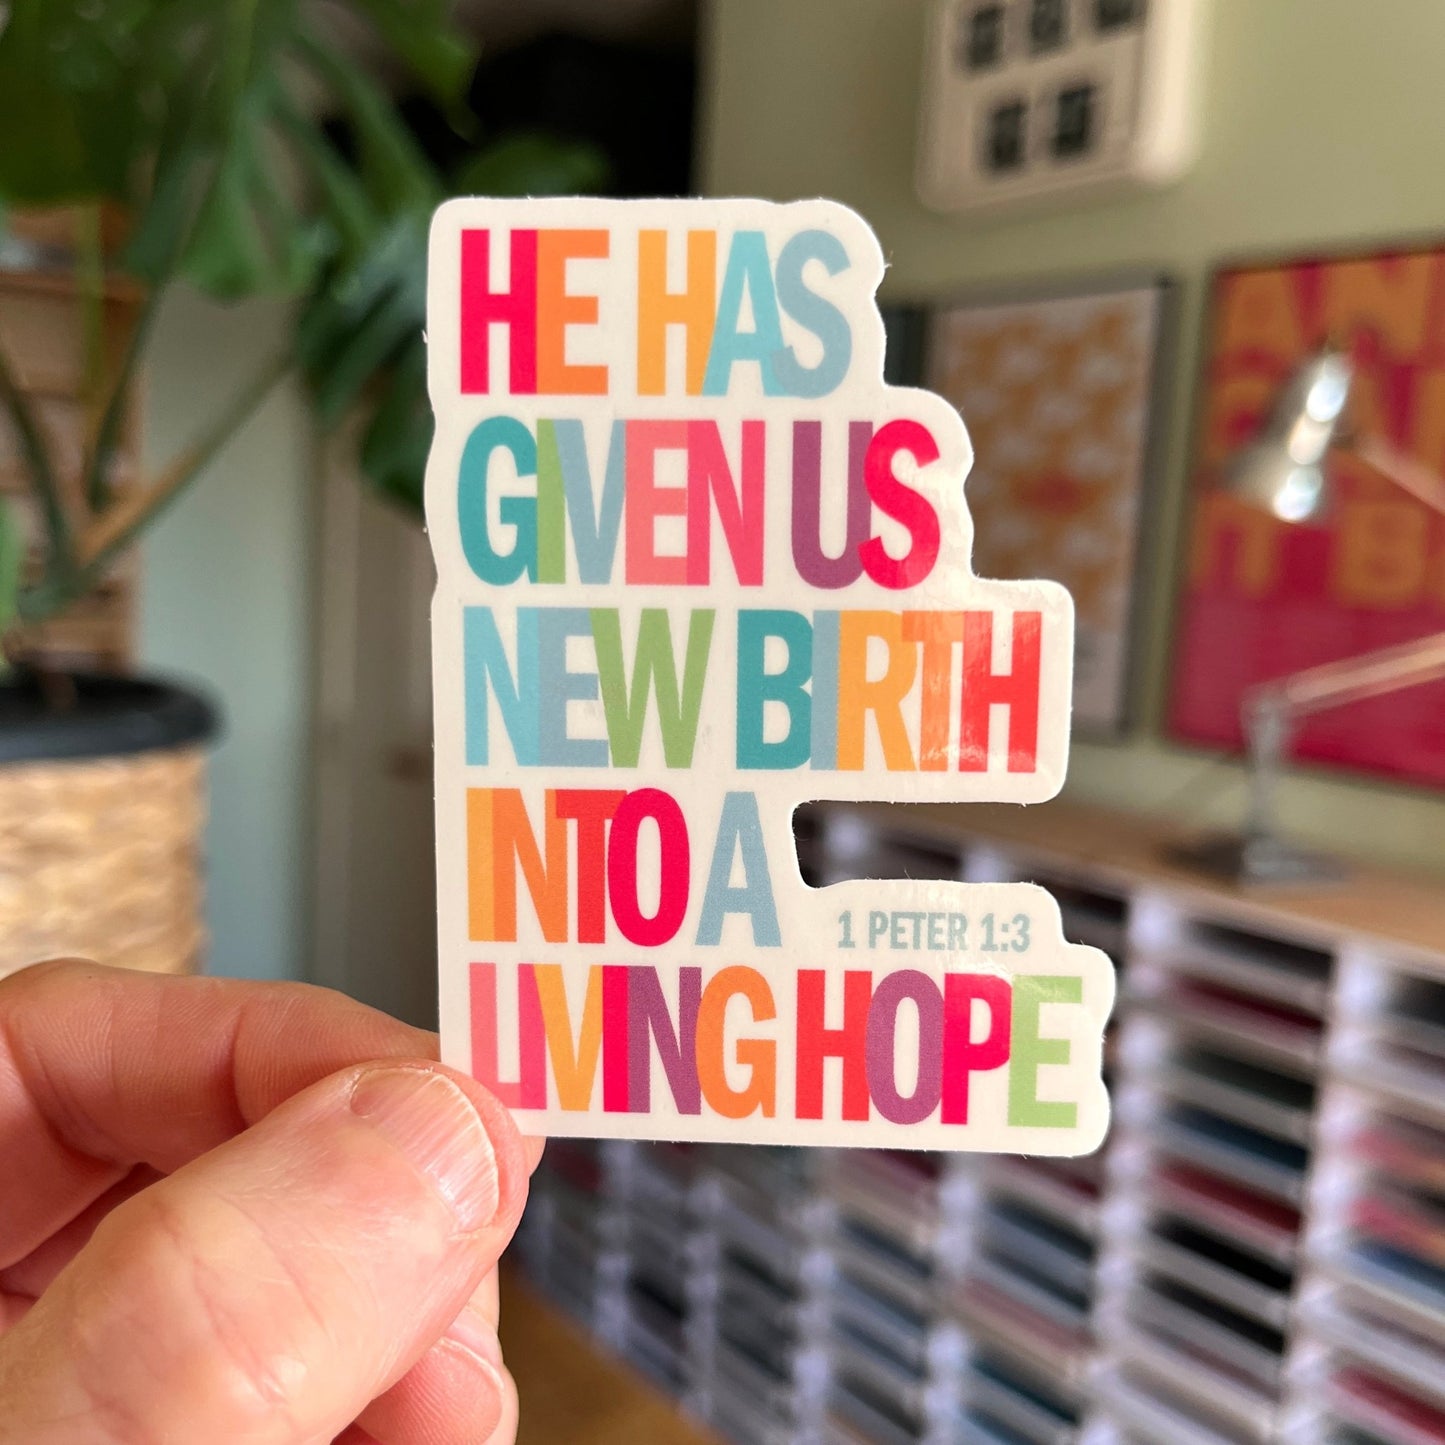 HE HAS
GIVEN US
NEW BIRTH
INTO A
1 PETER 1:3
LIVING HOPE